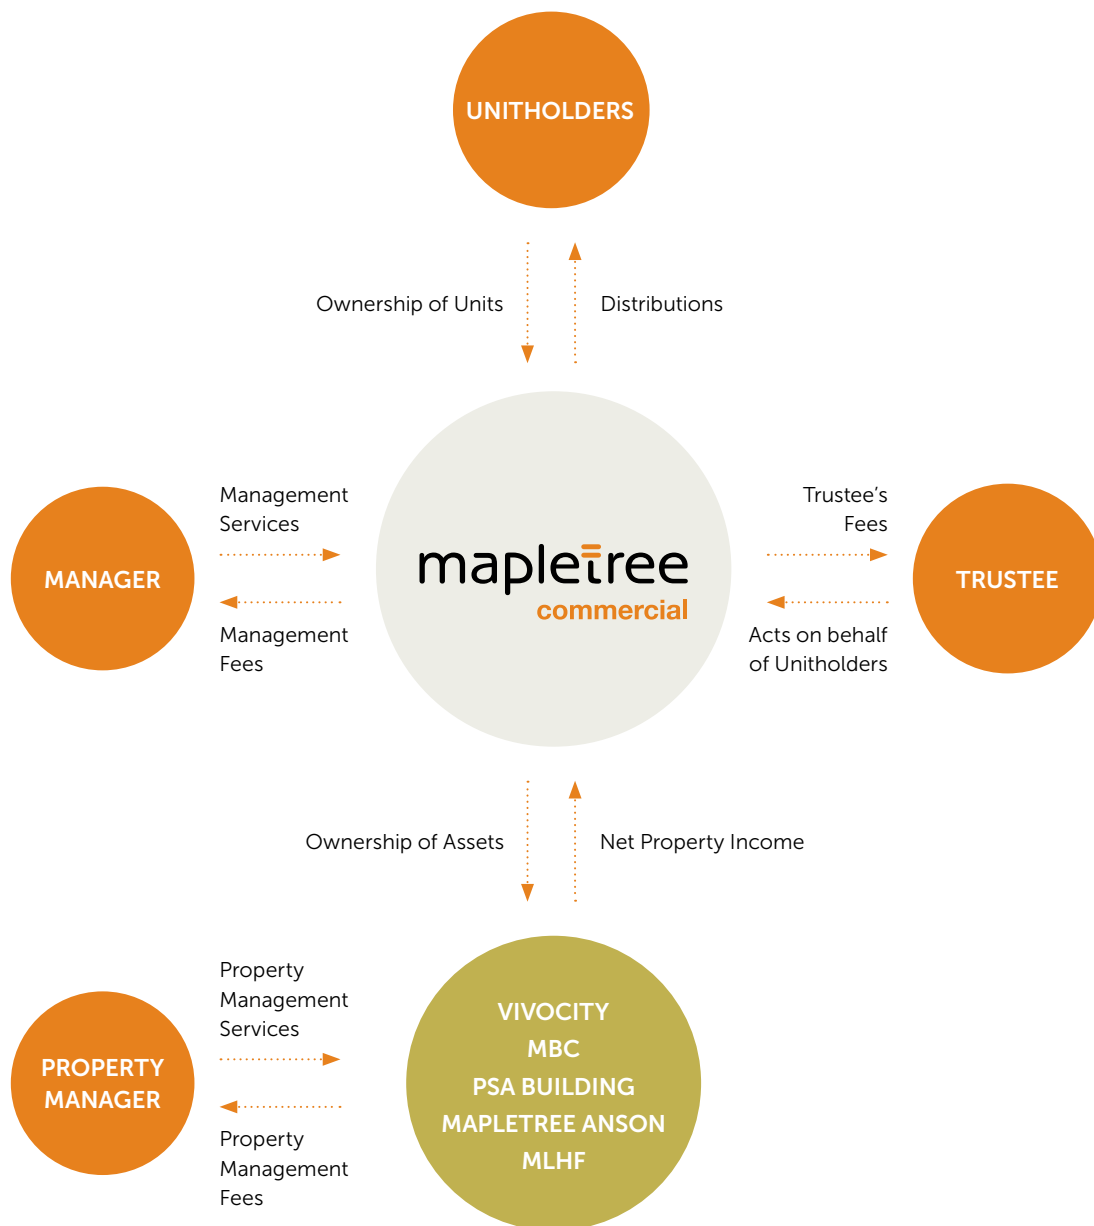 UNITHOLDERS
Ownership of Units
Distributions
Management
Services
Trustee's
Fees
MANAGER
mapletree
commercial
TRUSTEE
Management
Fees
Acts on behalf
of Unitholders
Ownership of Assets
Net Property Income
Property
Management
Services
PROPERTY
MANAGER
VIVOCITY
MBC
PSA BUILDING
MAPLETREE ANSON
MLHF
Property
Management
Fees